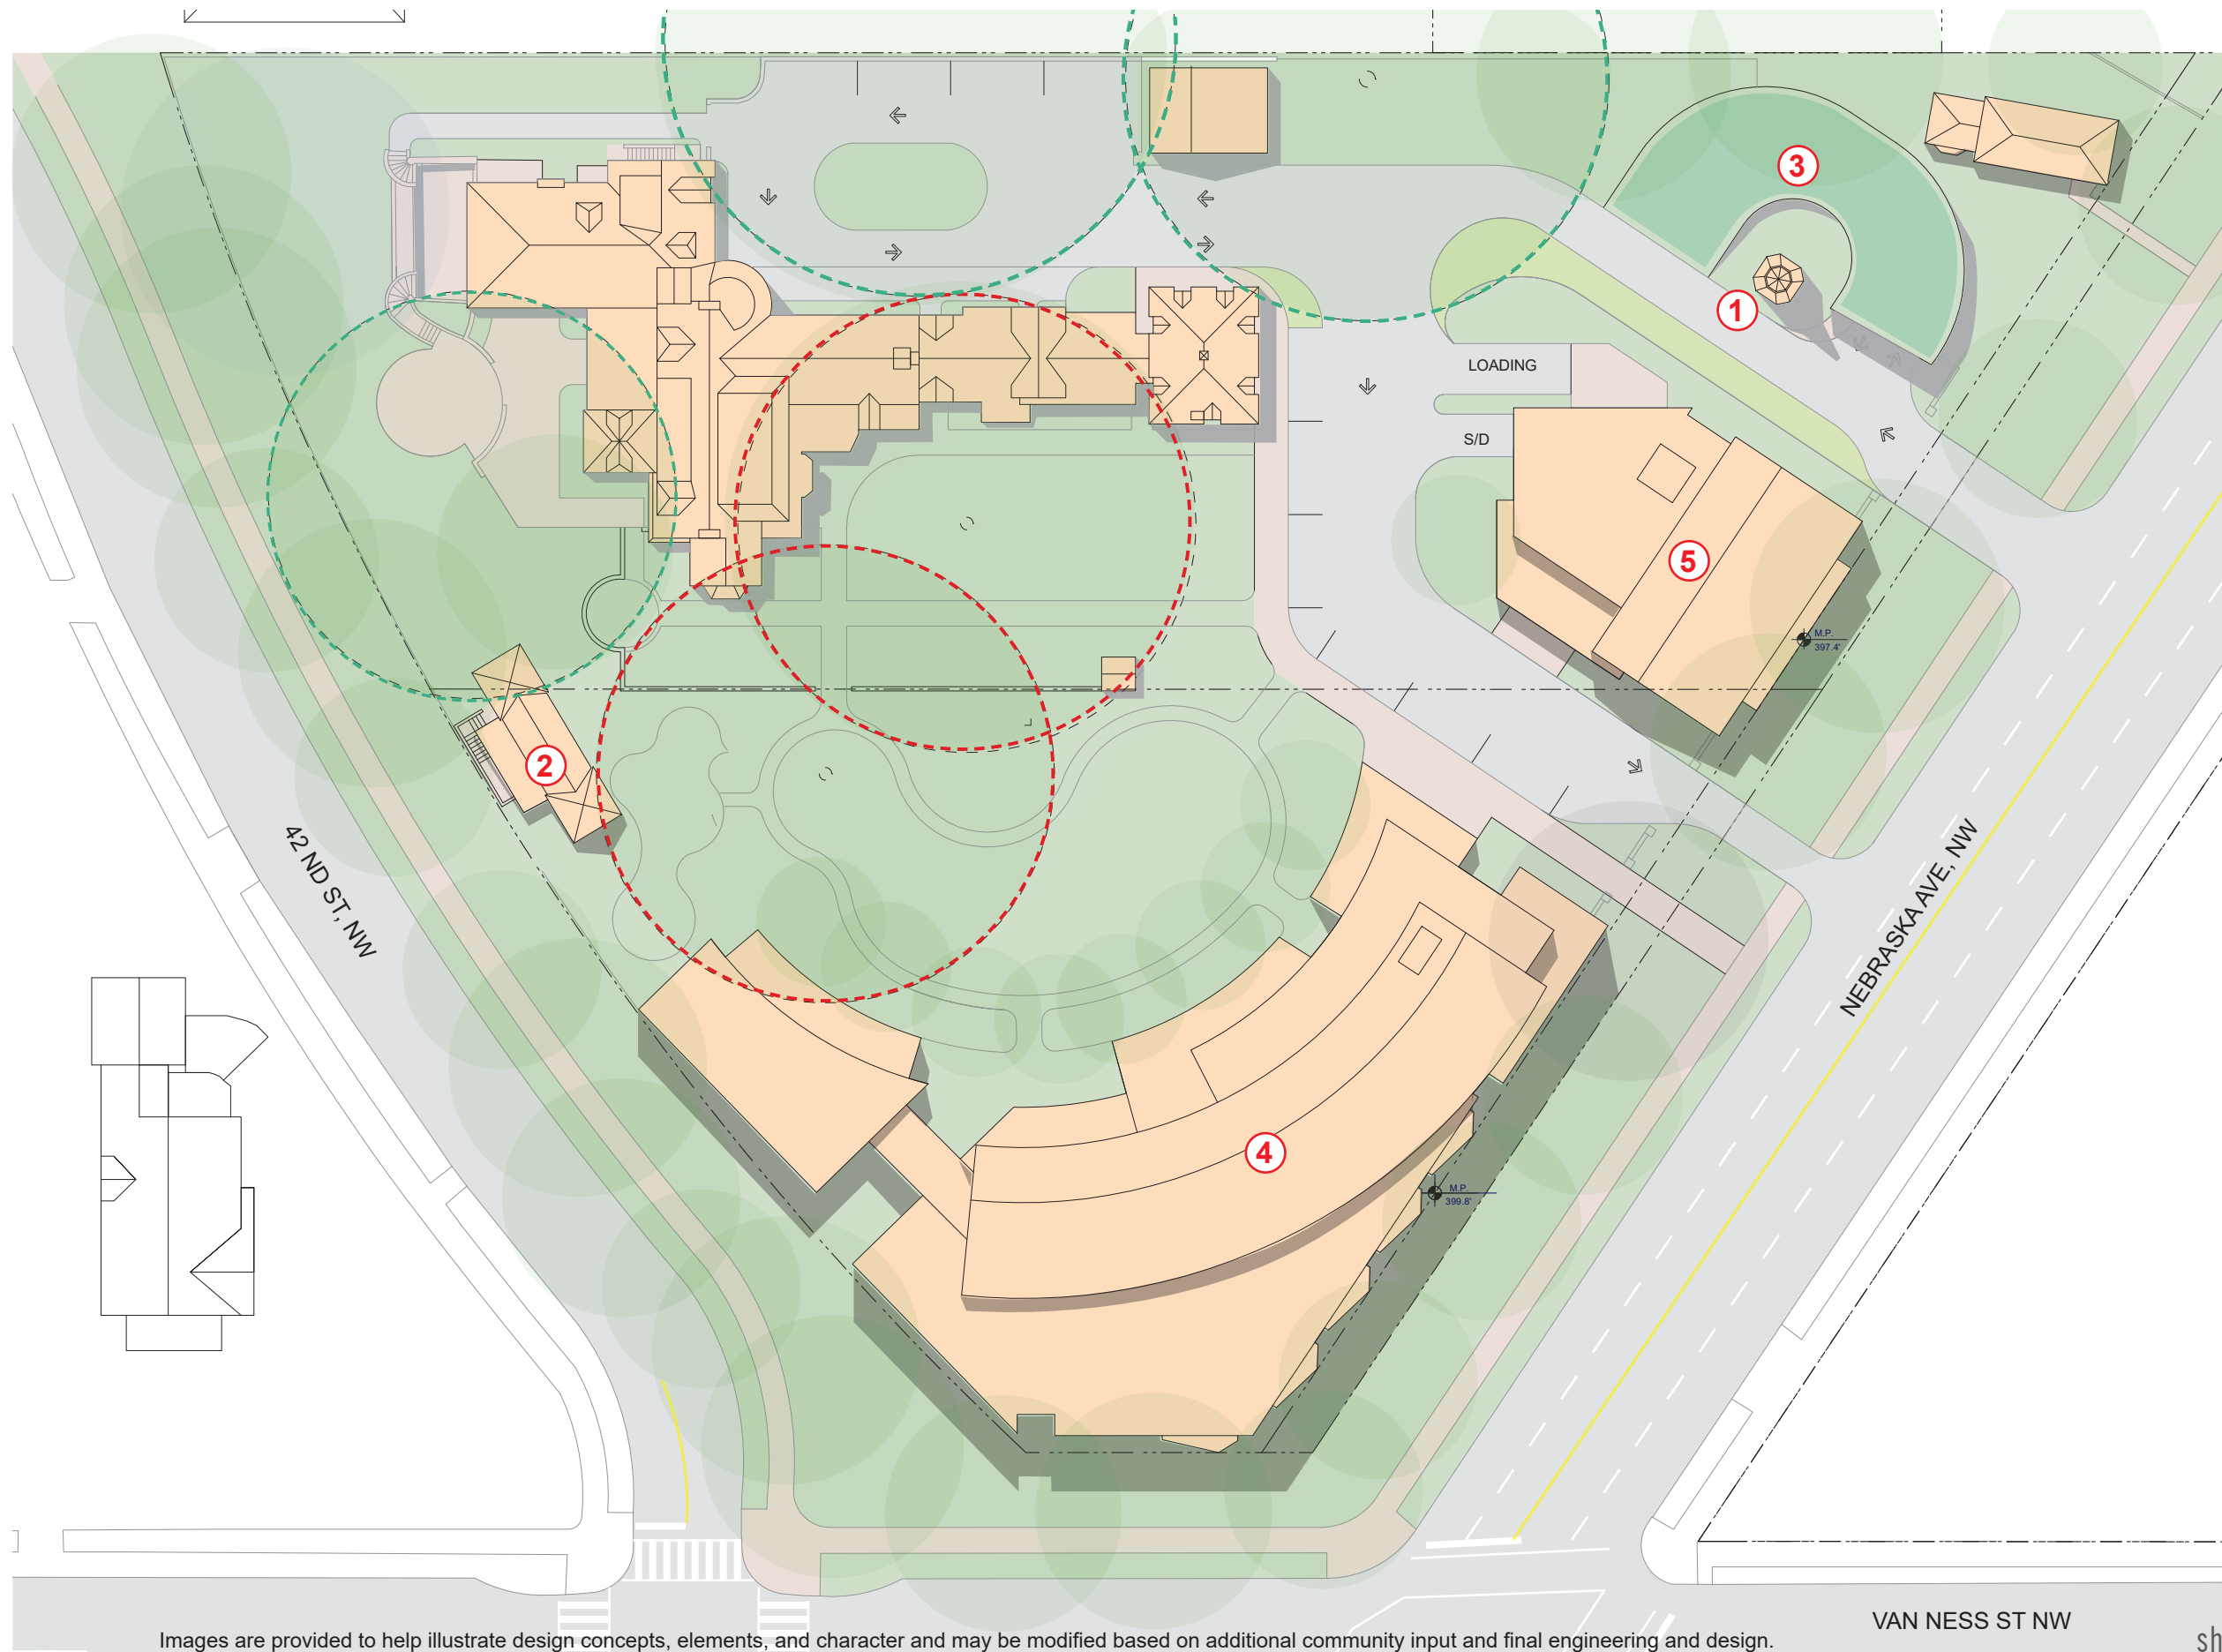 3
1
LOADING
S/D
5
M.P.
397.4'
2
42 ND ST, NW
NEBRASKA AVE, NW
4
M.P.
399.8'
VAN NESS ST NW
Images are provided to help illustrate design concepts, elements, and character and may be modified based on additional community input and final engineering and design.
sh